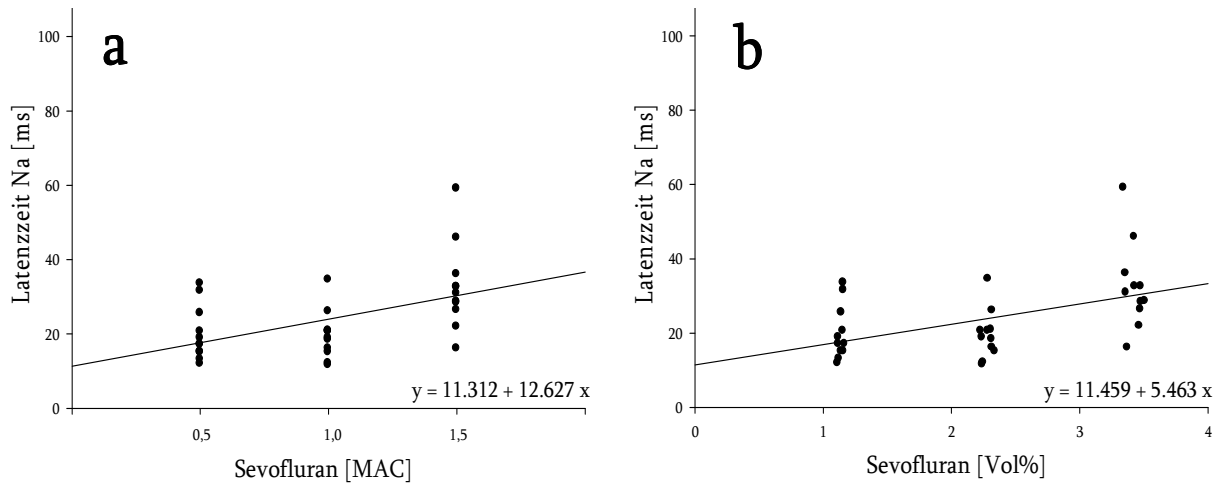 a
Latenzzeit Na [ms]
100
80
60
40
20
0
y = 11.312 + 12.627 x
0,5
1,0
1,5
Sevofluran [MAC]
b
Latenzzeit Na [ms]
100
80
60
40
20
0
y = 11.459 + 5.463 x
0
1
2
3
4
Sevofluran [Vol%]